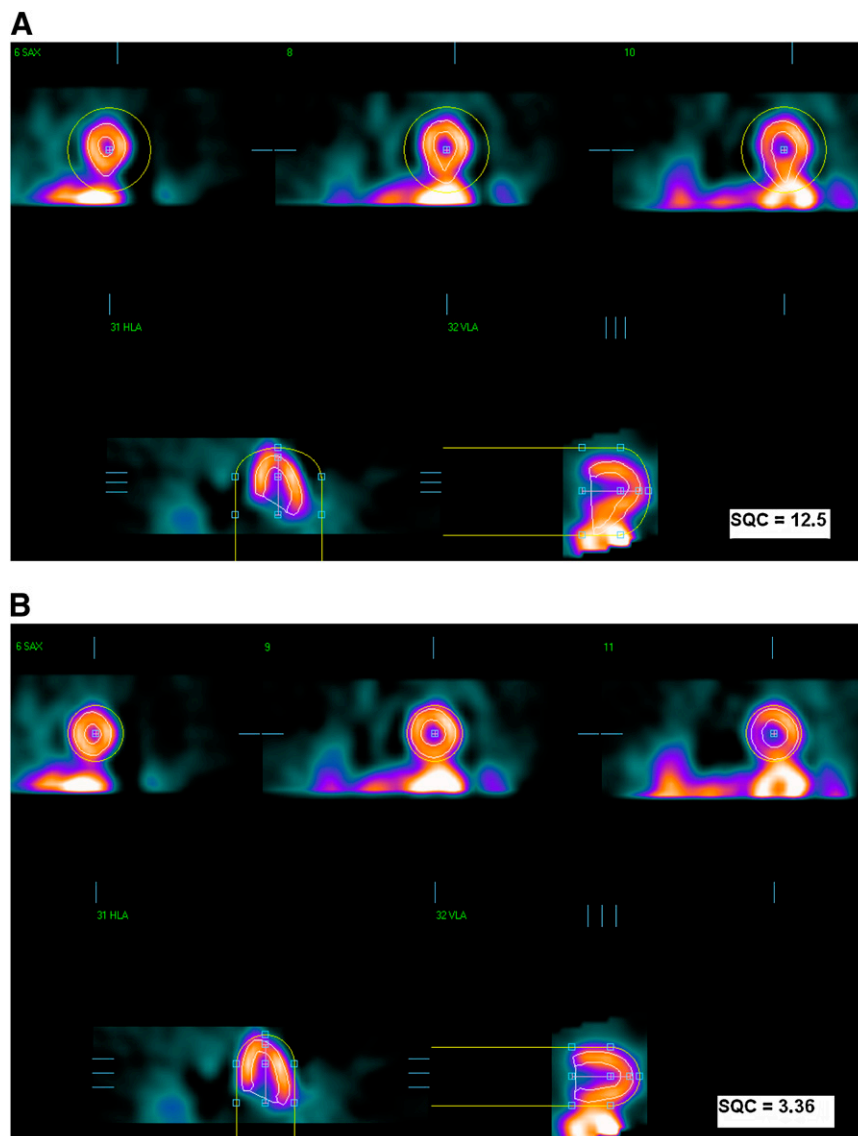 A
6 SAX
8
10
31 HLA
32 VLA
SQC = 12.5
B
6 SAX
9
11
31 HLA
32 VLA
SQC = 3.36